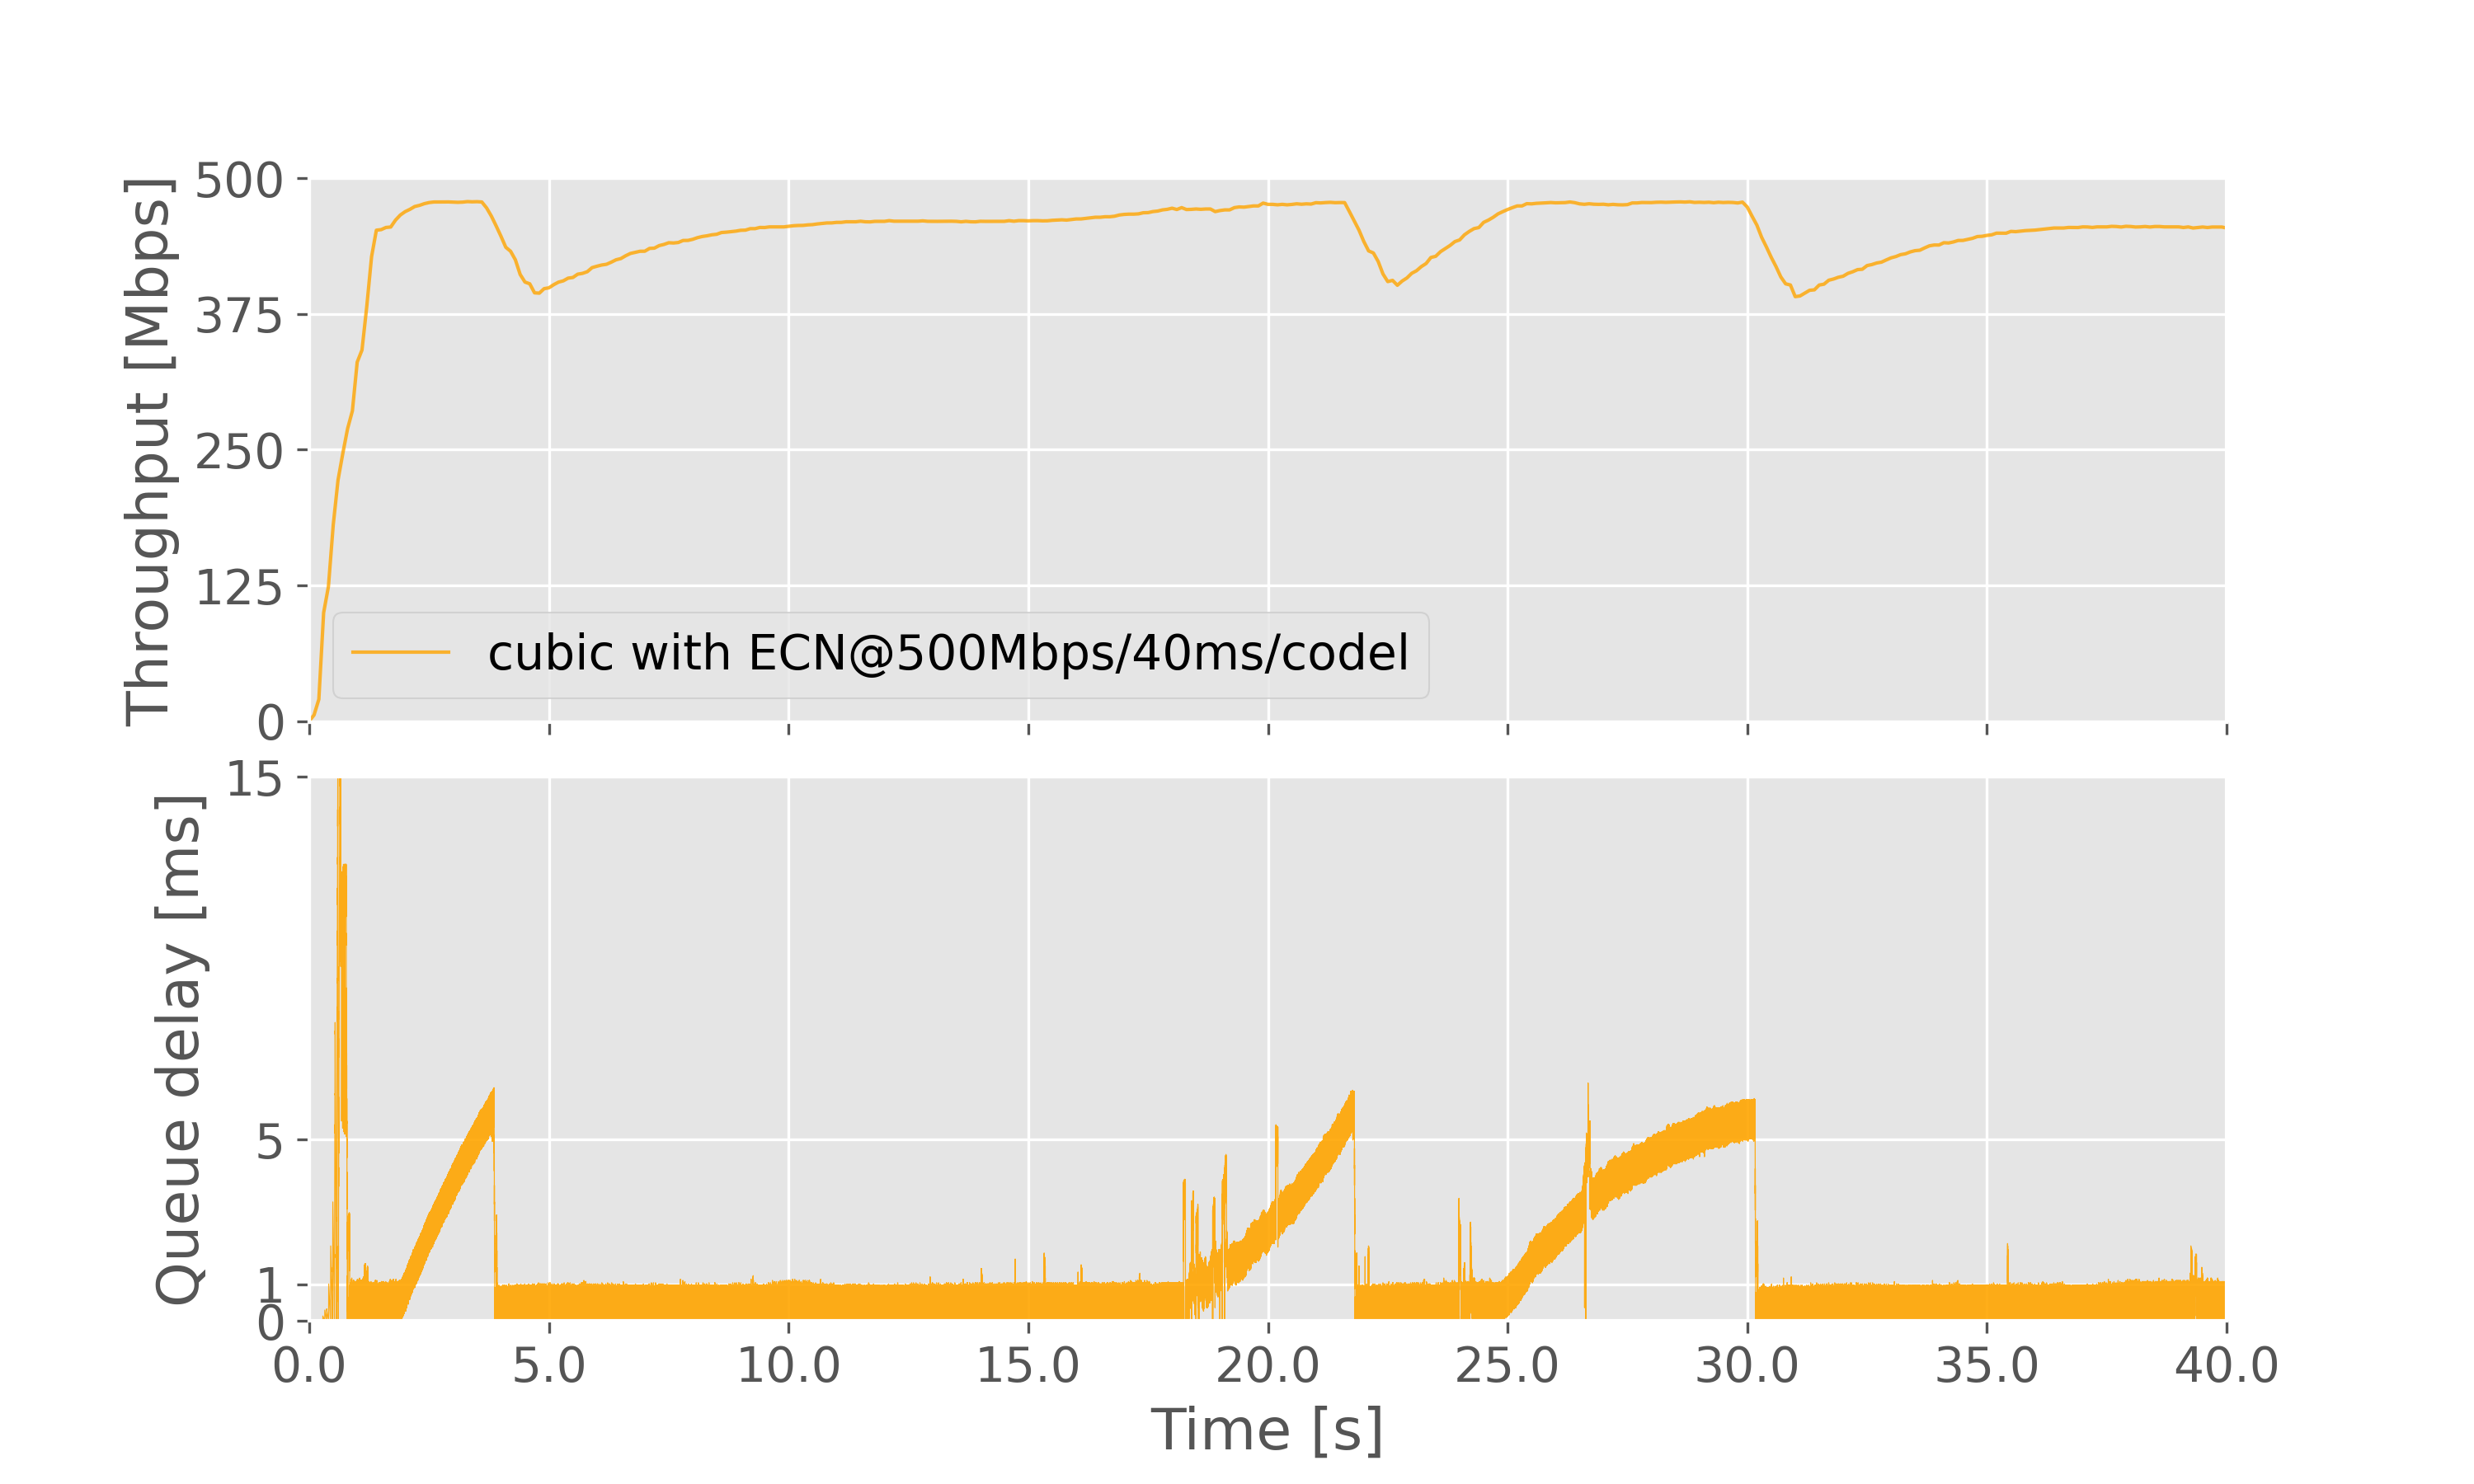 Throughput [Mbps]
500
375
250
125
0
cubic with ECN@500Mbps/40ms/codel
Queue delay [ms]
15
5
1
0
0.0 5.0 10.0 15.0 20.0 25.0 30.0 35.0 40.0
Time [s]